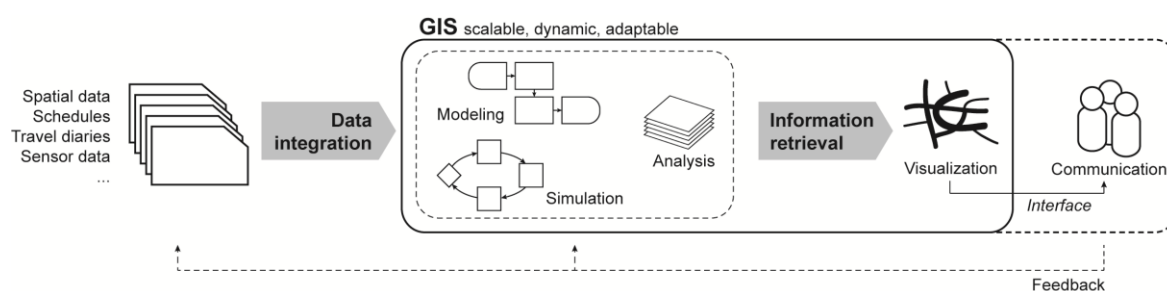 GIS scalable, dynamic, adaptable
Spatial data
Schedules
Travel diaries
Sensor data
...
Data
integration
Modeling
Simulation
Analysis
Information
retrieval
Visualization
Communication
Interface
Feedback